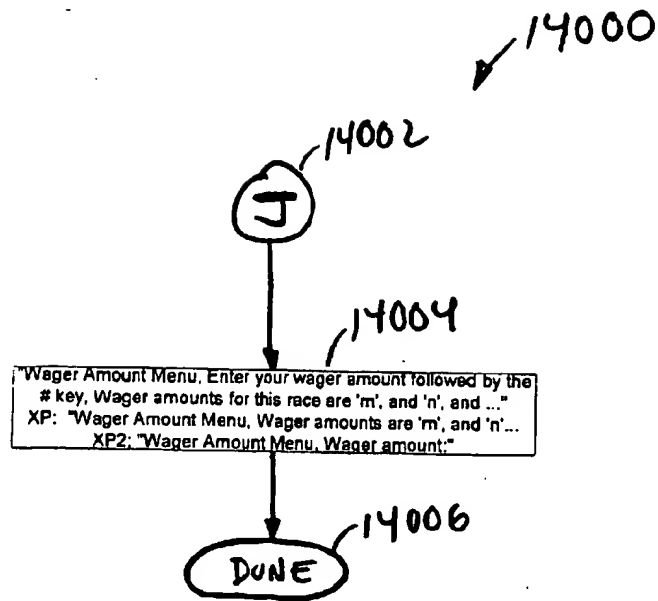 14000
14002
J
14004
"Wager Amount Menu, Enter your wager amount followed by the
# key, Wager amounts for this race are 'm', and 'n', and ..."
XP: "Wager Amount Menu, Wager amounts are 'm', and 'n'...
XP2: "Wager Amount Menu, Wager amount:"
14006
DONE